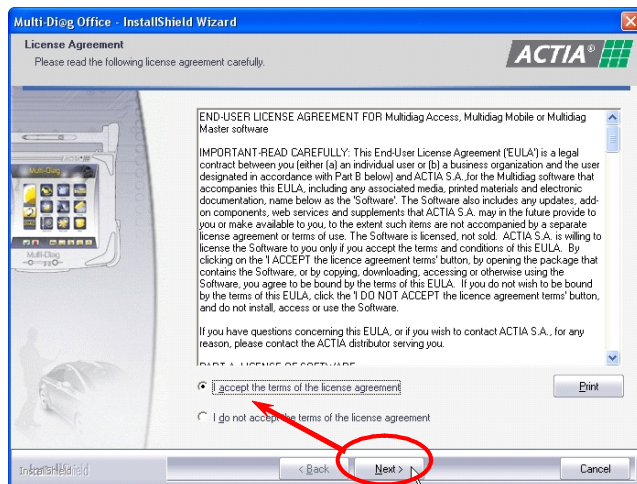 Multi-Di@g Office - InstallShield Wizard
License Agreement
Please read the following license agreement carefully.
ACTIA®
END-USER LICENSE AGREEMENT FOR Multidiag Access, Multidiag Mobile or Multidiag
Master software
IMPORTANT-READ CAREFULLY: This End-User License Agreement ('EULA') is a legal
contract between you (either (a) an individual user or (b) a business organization and the user
designated in accordance with Part B below) and ACTIA S.A.,for the Multidiag software that
accompanies this EULA, including any associated media, printed materials and electronic
documentation, name below as the 'Software'. The Software also includes any updates, add-
on components, web services and supplements that ACTIA S.A. may in the future provide to
you or make available to you, to the extent such items are not accompanied by a separate
license agreement or terms of use. The Software is licensed, not sold. ACTIA S.A. is willing to
license the Software to you only if you accept the terms and conditions of this EULA. By
clicking on the 'I ACCEPT the licence agreement terms' button, by opening the package that
contains the Software, or by copying, downloading, accessing or otherwise using the
Software, you agree to be bound by the terms of this EULA. If you do not wish to be bound
by the terms of this EULA, click the 'I DO NOT ACCEPT the licence agreement terms' button,
and do not install, access or use the Software.
If you have questions concerning this EULA, or if you wish to contact ACTIA S.A., for any
reason, please contact the ACTIA distributor serving you.
PART A. LICENSE OF SOFTWARE
Multi-Diag
Multi-Diag
I accept the terms of the license agreement
Print
I do not accept the terms of the license agreement
InstallShield
< Back
Next >
Cancel